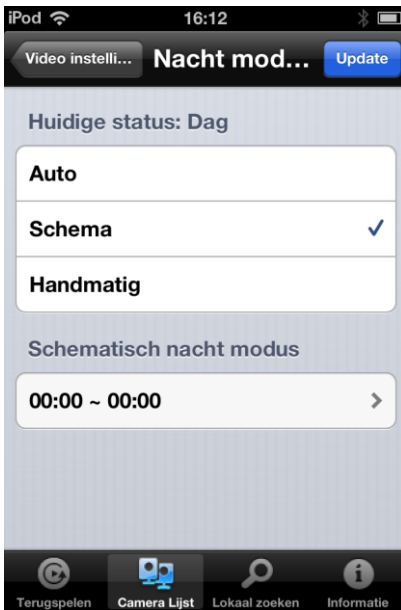 iPod 16:12
Video instelli... Nacht mod... Update
Huidige status: Dag
Auto
Schema
Handmatig
Schematisch nacht modus
00:00 ~ 00:00
Terugspelen Camera Lijst Lokaal zoeken Informatie